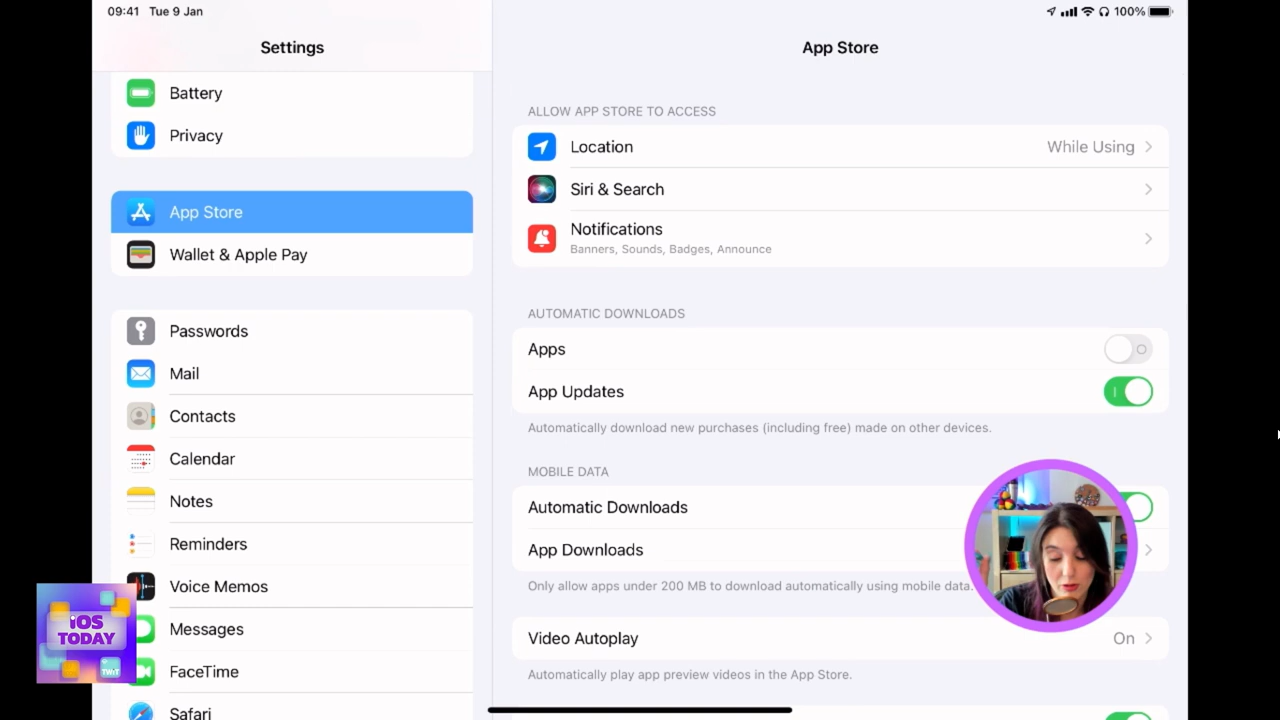 09:41 Tue 9 Jan
100%
Settings
Battery
Privacy
App Store
Wallet & Apple Pay
Passwords
Mail
Contacts
Calendar
Notes
Reminders
Voice Memos
Messages
FaceTime
Safari
App Store
ALLOW APP STORE TO ACCESS
Location While Using
Siri & Search
Notifications
Banners, Sounds, Badges, Announce
AUTOMATIC DOWNLOADS
Apps
App Updates
Automatically download new purchases (including free) made on other devices.
MOBILE DATA
Automatic Downloads
App Downloads
Only allow apps under 200 MB to download automatically using mobile data.
Video Autoplay On
Automatically play app preview videos in the App Store.
iOS
TODAY
TWiT